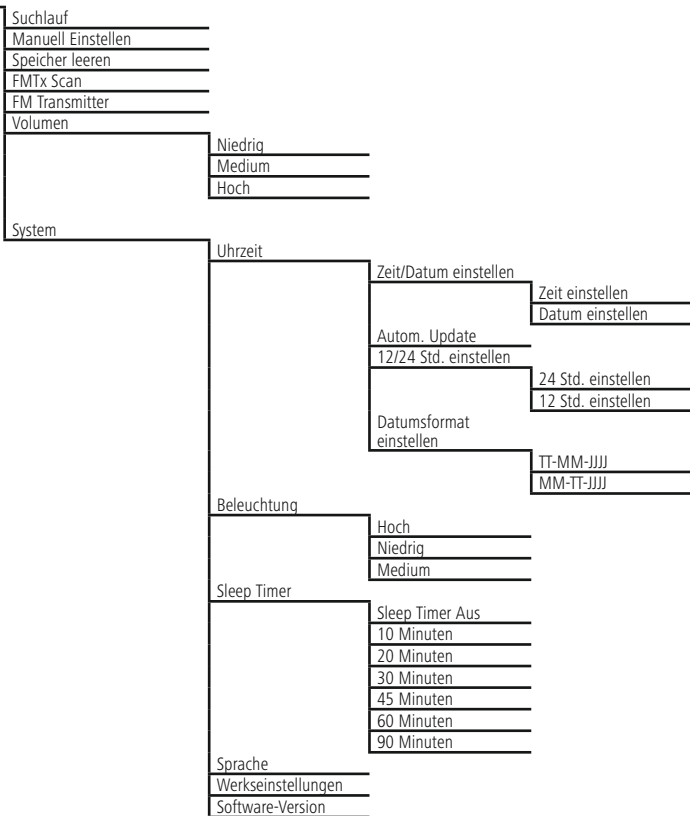 Suchlauf
Manuell Einstellen
Speicher leeren
FMTx Scan
FM Transmitter
Volumen
Niedrig
Medium
Hoch
System
Uhrzeit
Zeit/Datum einstellen
Zeit einstellen
Datum einstellen
Autom. Update
12/24 Std. einstellen
24 Std. einstellen
12 Std. einstellen
Datumsformat
einstellen
TT-MM-JJJJ
MM-TT-JJJJ
Beleuchtung
Hoch
Niedrig
Medium
Sleep Timer
Sleep Timer Aus
10 Minuten
20 Minuten
30 Minuten
45 Minuten
60 Minuten
90 Minuten
Sprache
Werkseinstellungen
Software-Version